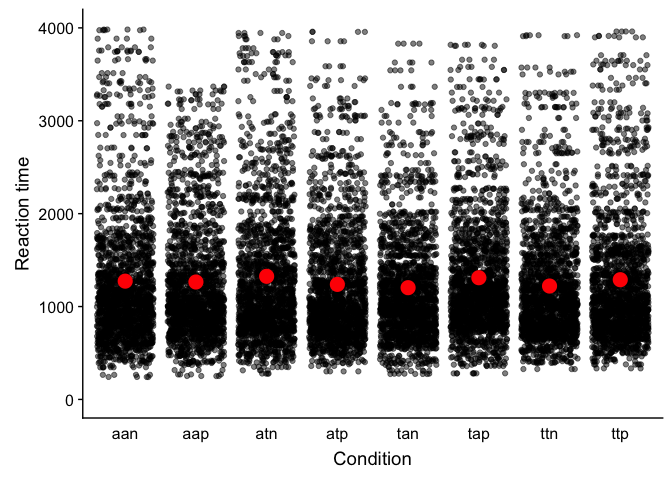 4000
3000
2000
1000
0
Reaction time
aan aap atn atp tan tap ttn ttp
Condition